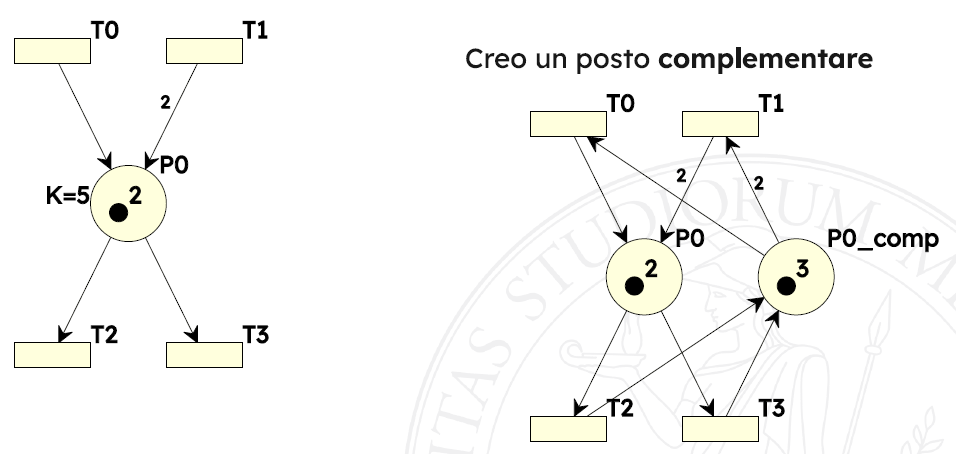 T0
T1
2
P0
K=5
2
T2
T3
Creo un posto complementare
T0
T1
2
2
P0
P0_comp
2
3
T2
T3
STUDIORUM